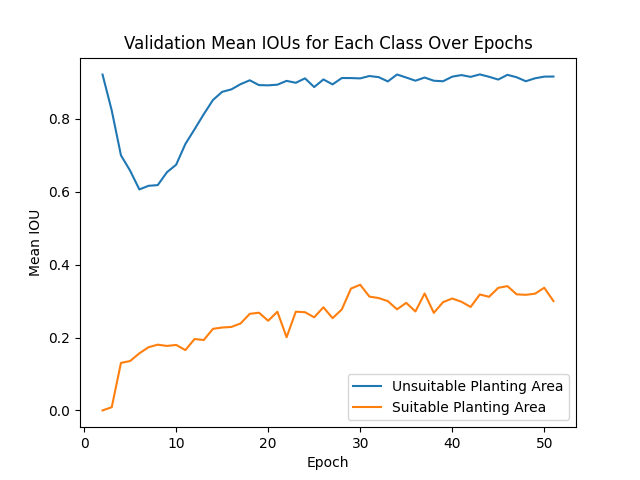 Validation Mean IOUs for Each Class Over Epochs
Mean IOU
0.8
0.6
0.4
0.2
0.0
Unsuitable Planting Area
Suitable Planting Area
0 10 20 30 40 50
Epoch